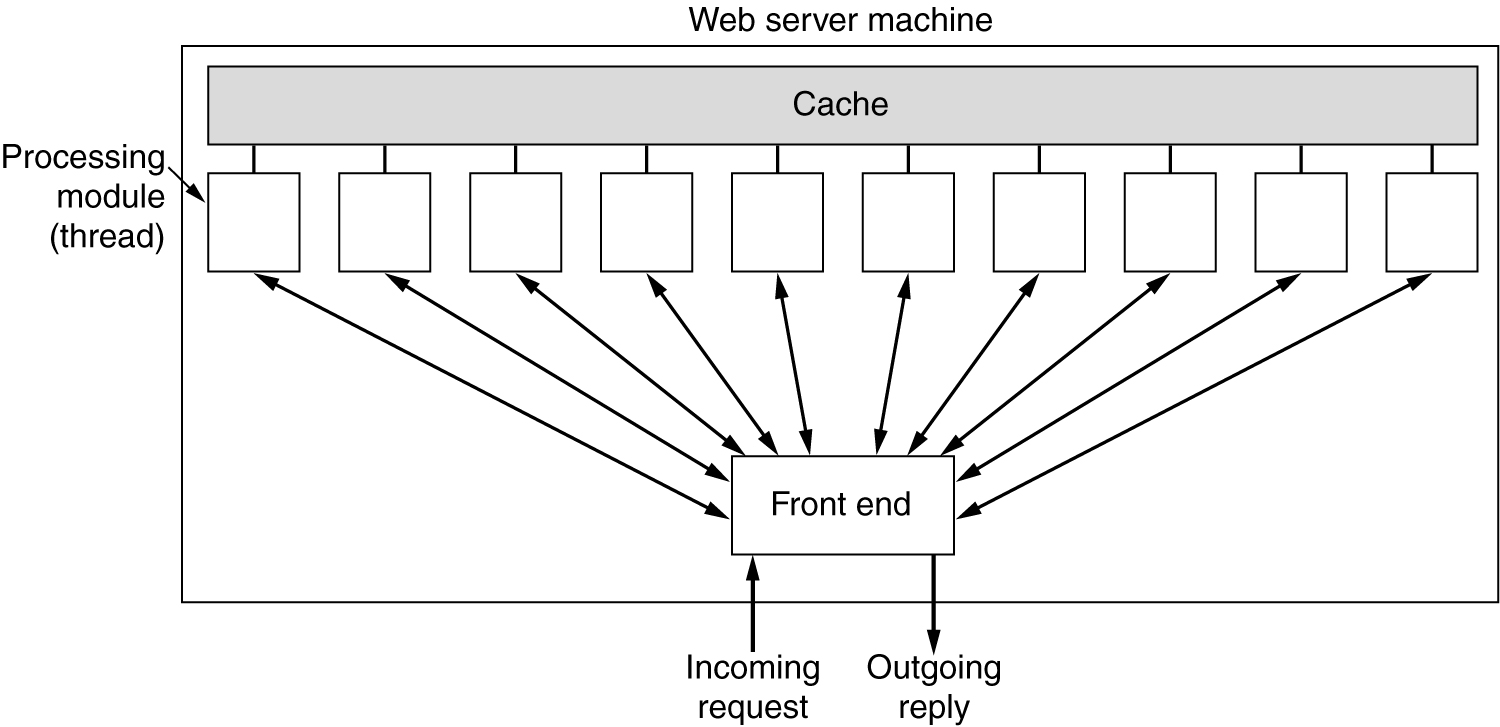 Web server machine
Cache
Processing
module
(thread)
Front end
Incoming
request
Outgoing
reply